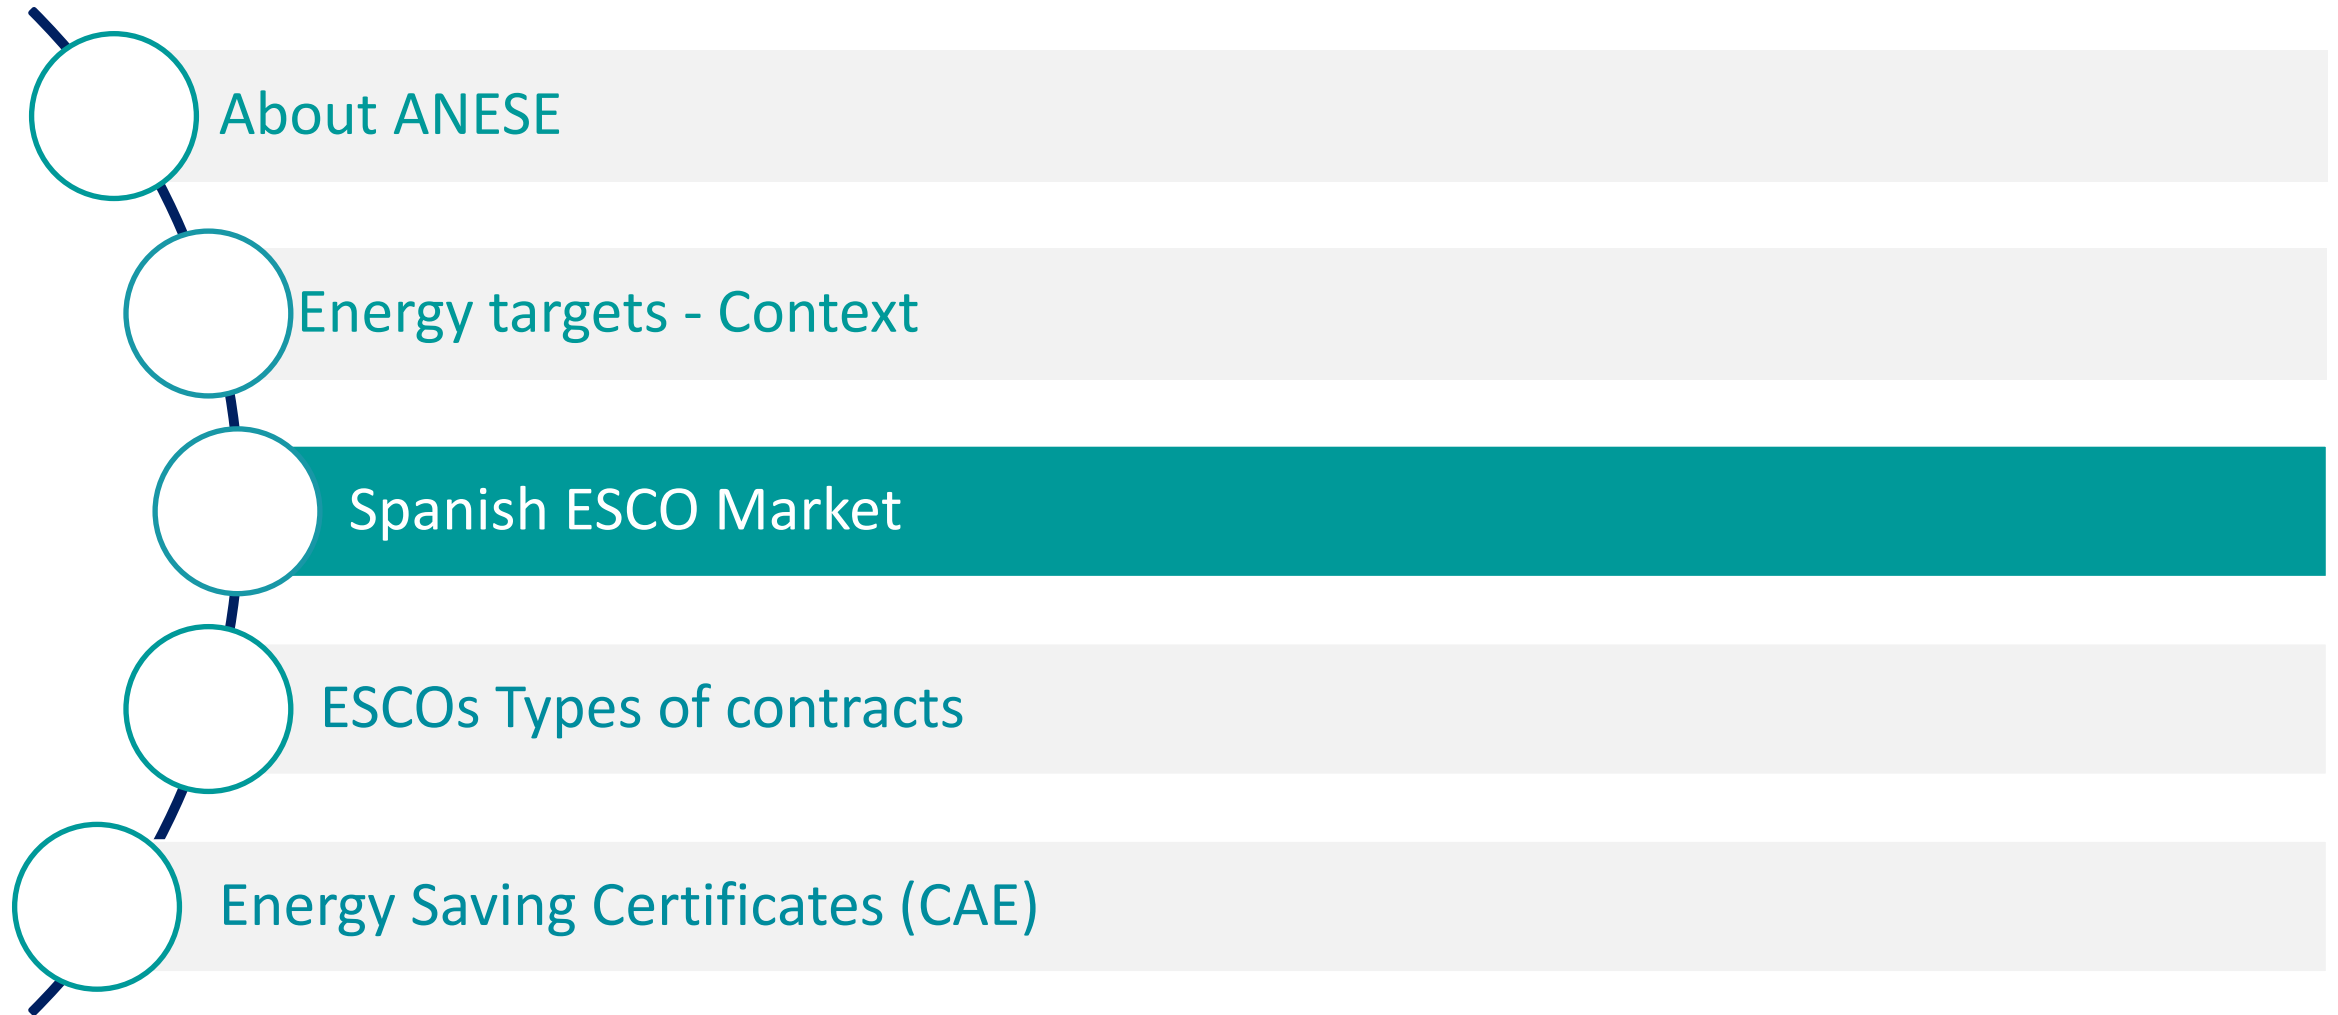 About ANESE
Energy targets - Context
Spanish ESCO Market
ESCOs Types of contracts
Energy Saving Certificates (CAE)